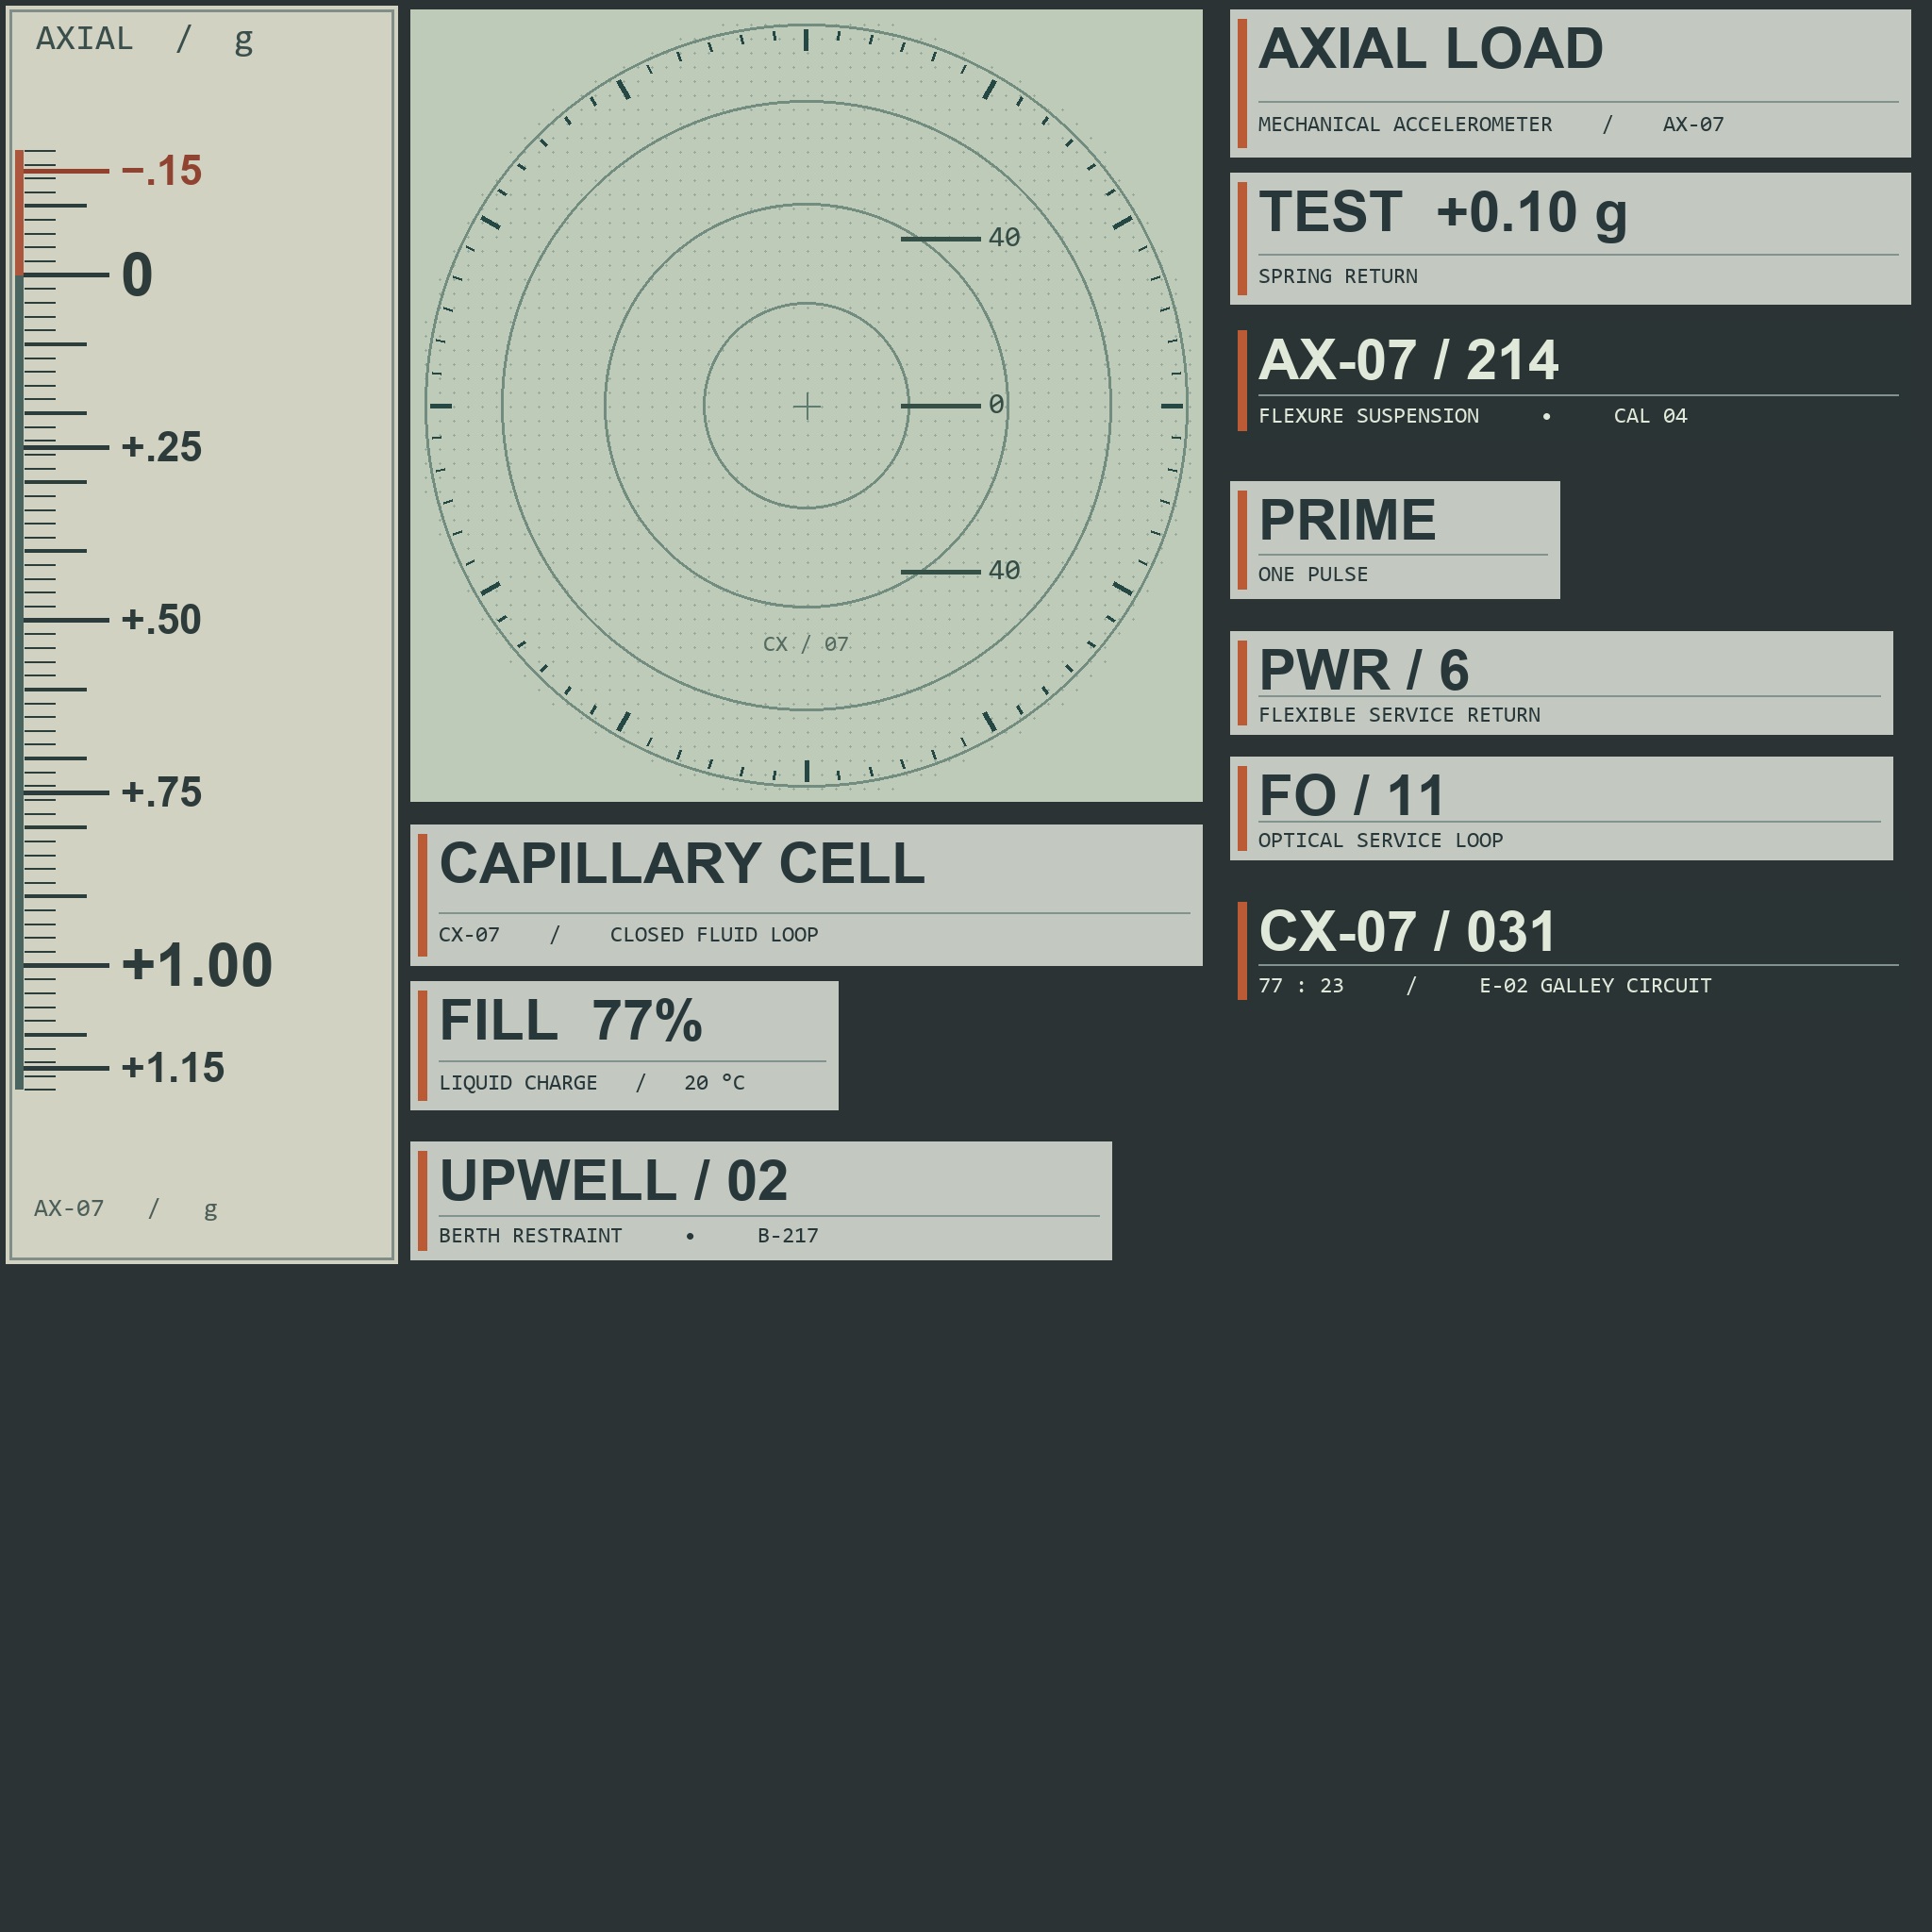 AXIAL / g
−.15
0
+.25
+.50
+.75
+1.00
+1.15
AX-07 / g
40
0
40
CX / 07
CAPILLARY CELL
CX-07 / CLOSED FLUID LOOP
FILL 77%
LIQUID CHARGE / 20 °C
UPWELL / 02
BERTH RESTRAINT • B-217
AXIAL LOAD
MECHANICAL ACCELEROMETER / AX-07
TEST +0.10 g
SPRING RETURN
AX-07 / 214
FLEXURE SUSPENSION • CAL 04
PRIME
ONE PULSE
PWR / 6
FLEXIBLE SERVICE RETURN
FO / 11
OPTICAL SERVICE LOOP
CX-07 / 031
77 : 23 / E-02 GALLEY CIRCUIT